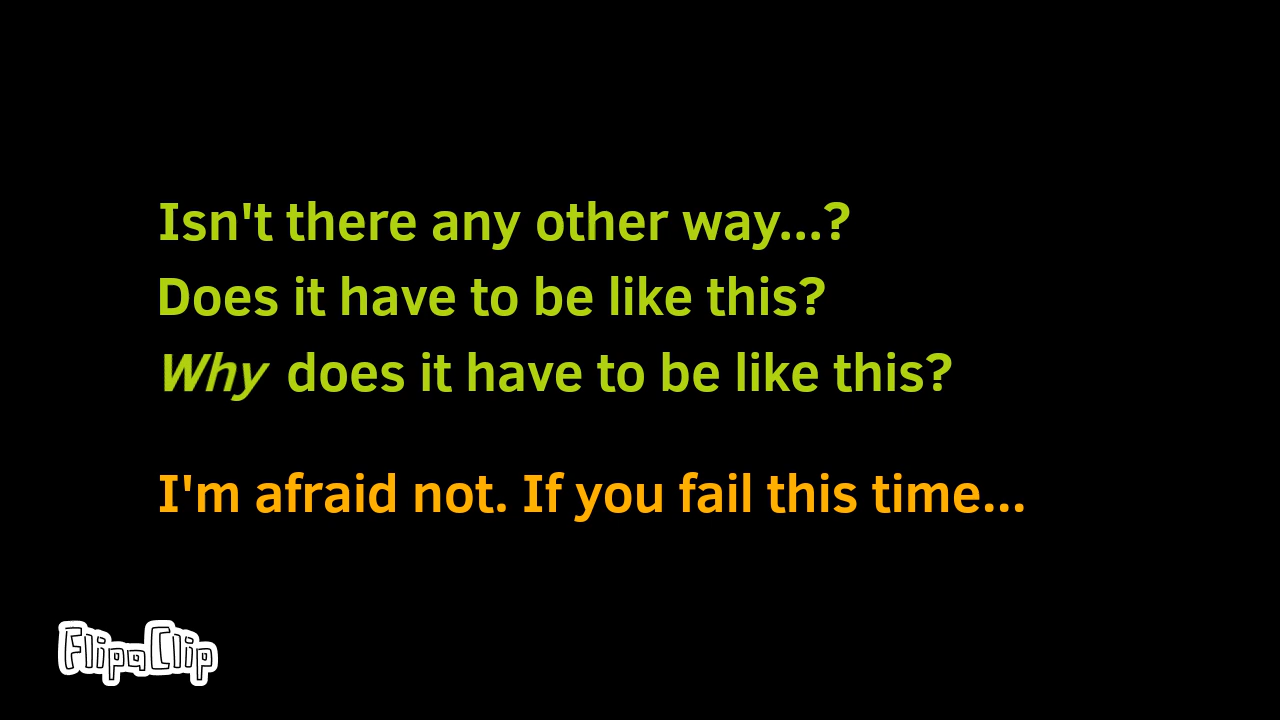 Isn't there any other way...?
Does it have to be like this?
Why does it have to be like this?
I'm afraid not. If you fail this time...
FlipaClip